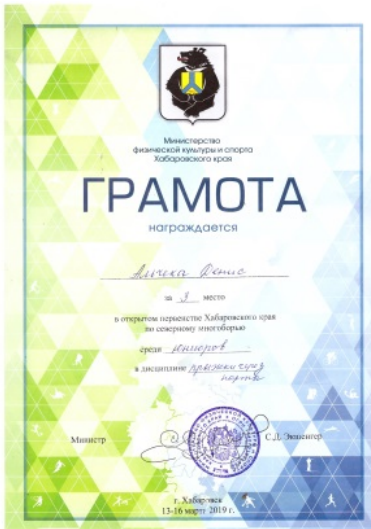 Министерство
физической культуры и спорта
Хабаровского края
ГРАМОТА
награждается
Денис
за 3 место
в открытом первенстве Хабаровского края
по северному многоборью
среди юниоров
в дисциплине прыжки через
нарты
Министр С.Д.
г. Хабаровск
13-16 марта 2019 г.